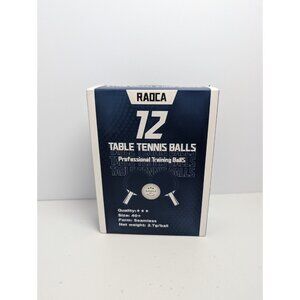 RAOCA
12
TABLE TENNIS BALLS
Professional Training Balls
Quality:★★★
Size: 40+
Form: Seamless
Net weight: 2.7g/ball